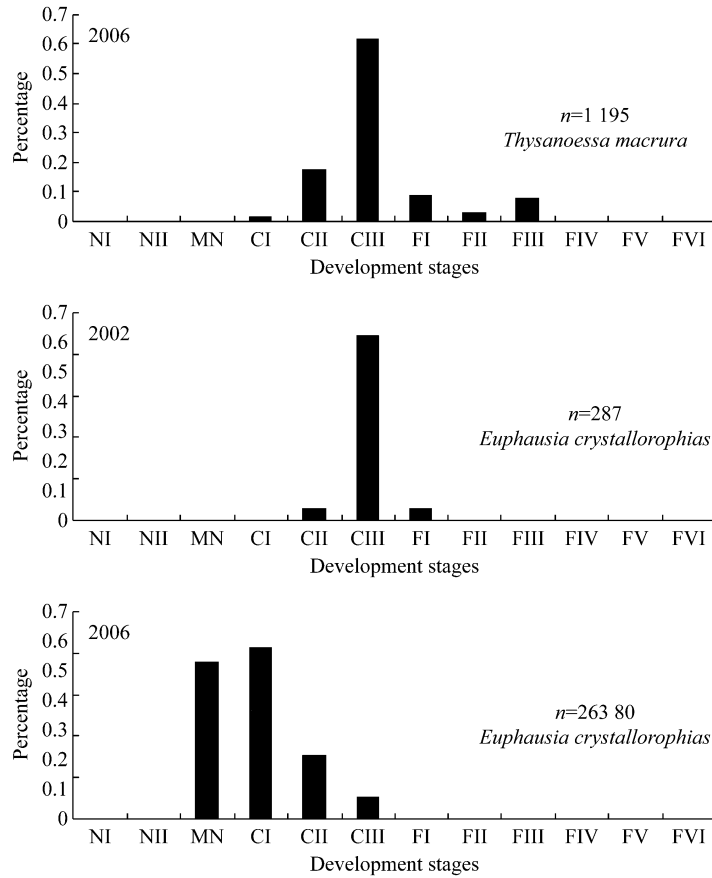 0.7
2006
0.6
0.5
0.4
0.3
0.2
0.1
0
Percentage
n=1 195
Thysanoessa macrura
NI NII MN CI CII CIII FI FII FIII FIV FV FVI
Development stages
0.7
2002
0.6
0.5
0.4
0.3
0.2
0.1
0
Percentage
n=287
Euphausia crystallorophias
NI NII MN CI CII CIII FI FII FIII FIV FV FVI
Development stages
0.7
2006
0.6
0.5
0.4
0.3
0.2
0.1
0
Percentage
n=263 80
Euphausia crystallorophias
NI NII MN CI CII CIII FI FII FIII FIV FV FVI
Development stages